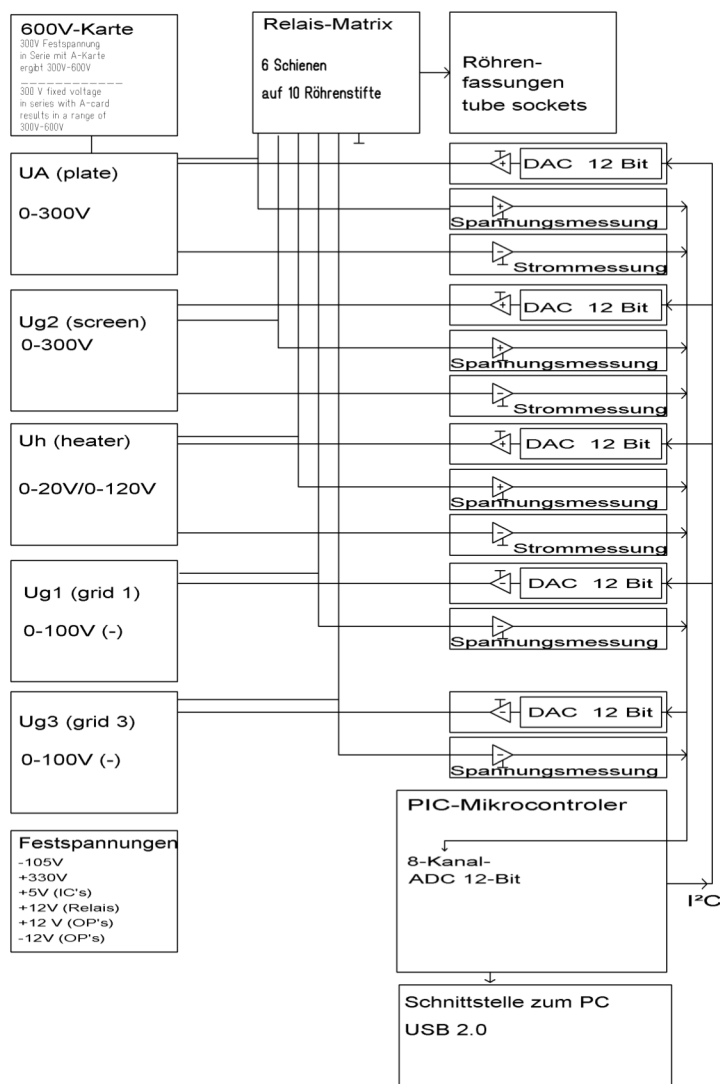 600V-Karte
300V Festspannung
in Serie mit A-Karte
ergbt 300V-600V
300 V fixed voltage
in series with A-card
results in a range of
300V-600V
Relais-Matrix
6 Schienen
auf 10 Röhrenstifte
Röhren-
fassungen
tube sockets
UA (plate)
0-300V
DAC 12 Bit
Spannungsmessung
Strommessung
Ug2 (screen)
0-300V
DAC 12 Bit
Spannungsmessung
Strommessung
Uh (heater)
0-20V/0-120V
DAC 12 Bit
Spannungsmessung
Strommessung
Ug1 (grid 1)
0-100V (-)
DAC 12 Bit
Spannungsmessung
Ug3 (grid 3)
0-100V (-)
DAC 12 Bit
Spannungsmessung
Festspannungen
-105V
+330V
+5V (IC's)
+12V (Relais)
+12 V (OP's)
-12V (OP's)
PIC-Mikrocontroler
8-Kanal-
ADC 12-Bit
I²C
Schnittstelle zum PC
USB 2.0